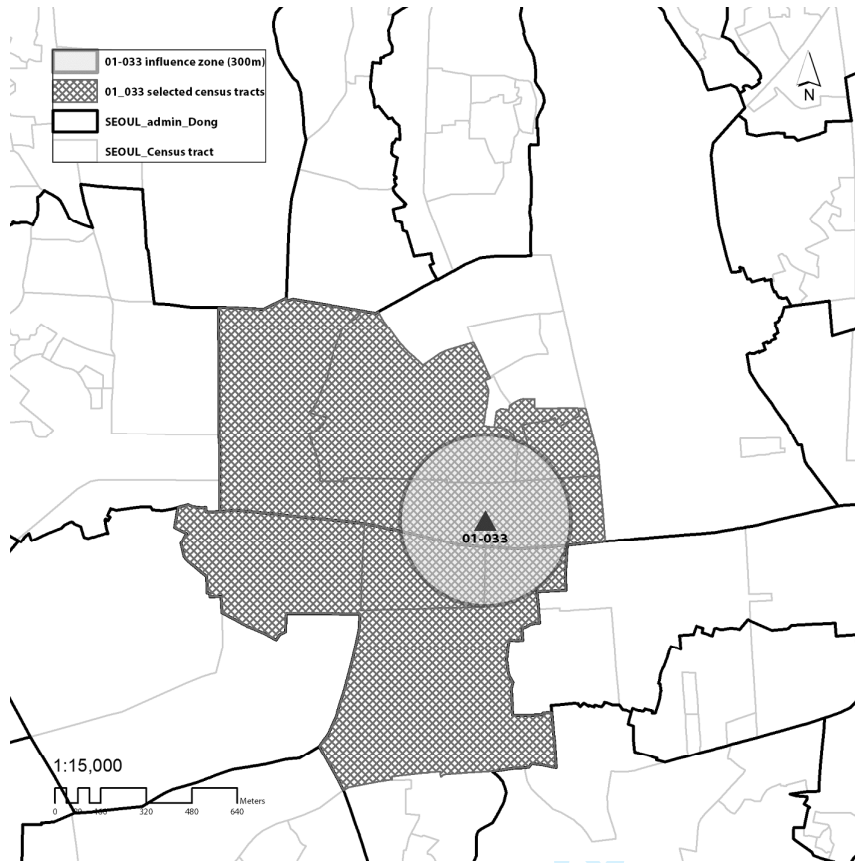 01-033 influence zone (300m)
01_033 selected census tracts
SEOUL_admin_Dong
SEOUL_Census tract
N
01-033
1:15,000
Meters
0 80 160 320 480 640